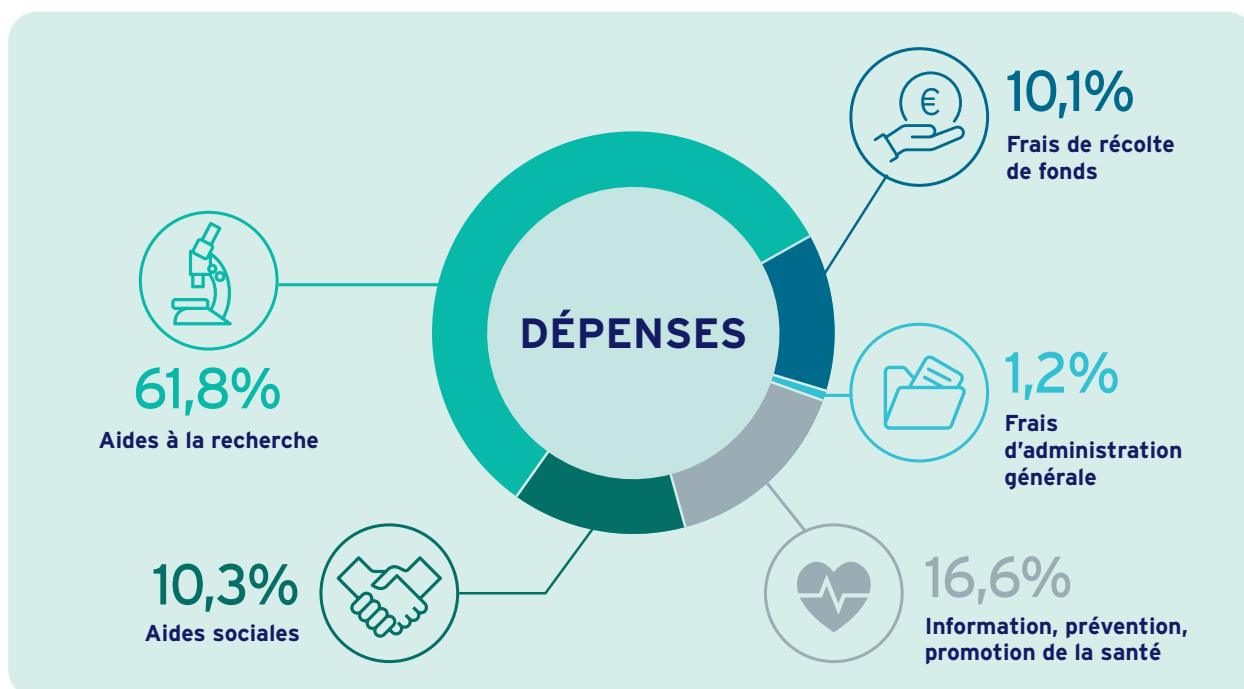 10,1%
Frais de récolte
de fonds
€
DÉPENSES
61,8%
Aides à la recherche
1,2%
Frais
d'administration
générale
10,3%
Aides sociales
16,6%
Information, prévention,
promotion de la santé